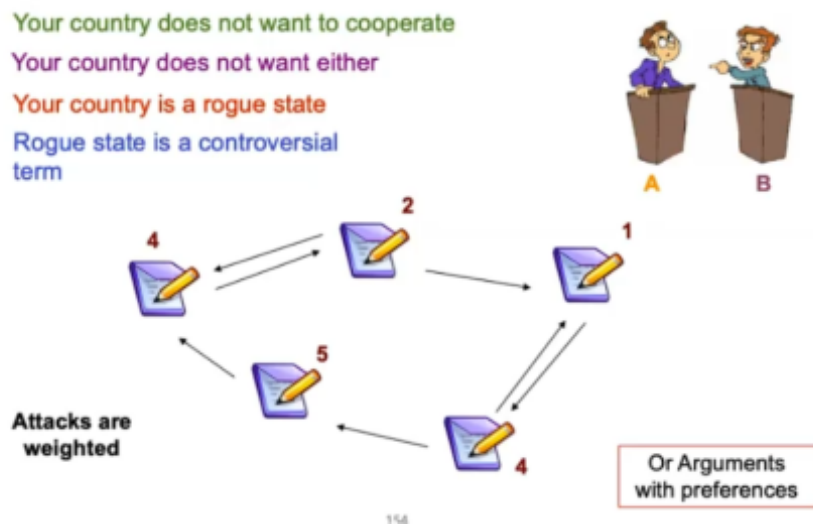 Your country does not want to cooperate
Your country does not want either
Your country is a rogue state
Rogue state is a controversial
term
A
B
2
4
1
5
Attacks are
weighted
4
Or Arguments
with preferences
154